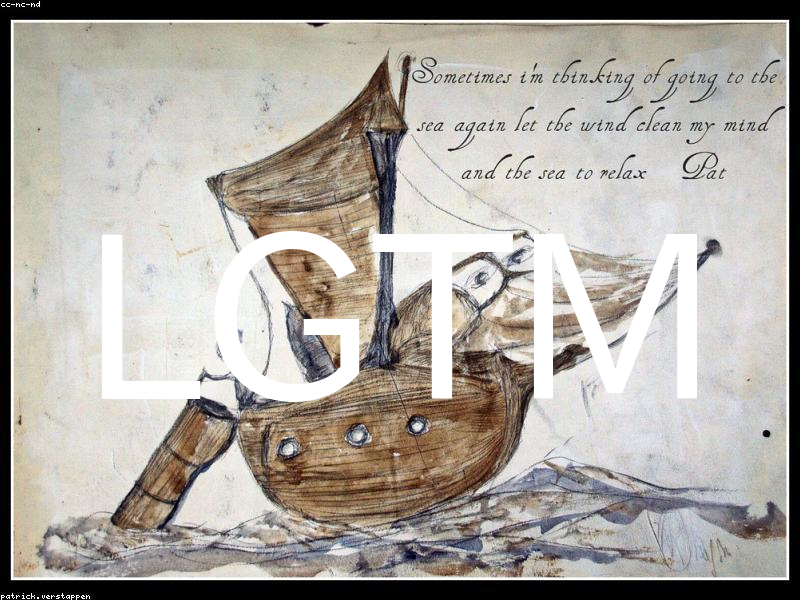 cc-nc-nd
Sometimes i'm thinking of going to the
sea again let the wind clean my mind
and the sea to relax Pat
LGTM
patrick.verstappen